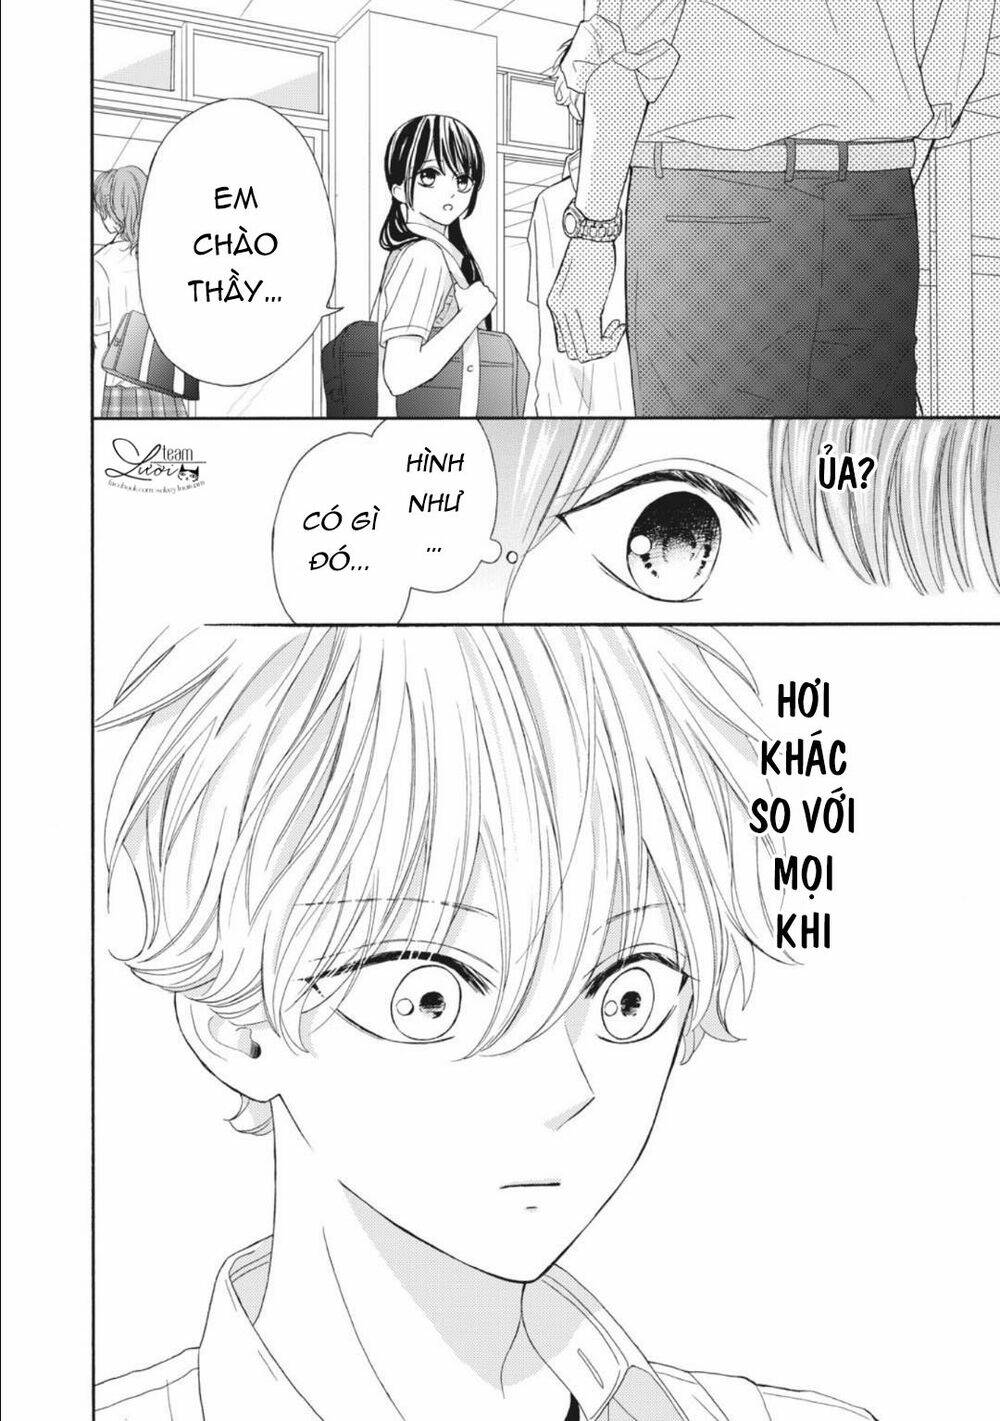 EM
CHÀO
THẦY...
team
Lười
ỦA?
HÌNH
NHƯ
...
CÓ GÌ
ĐÓ...
HƠI
KHÁC
SO VỚI
MỌI
KHI